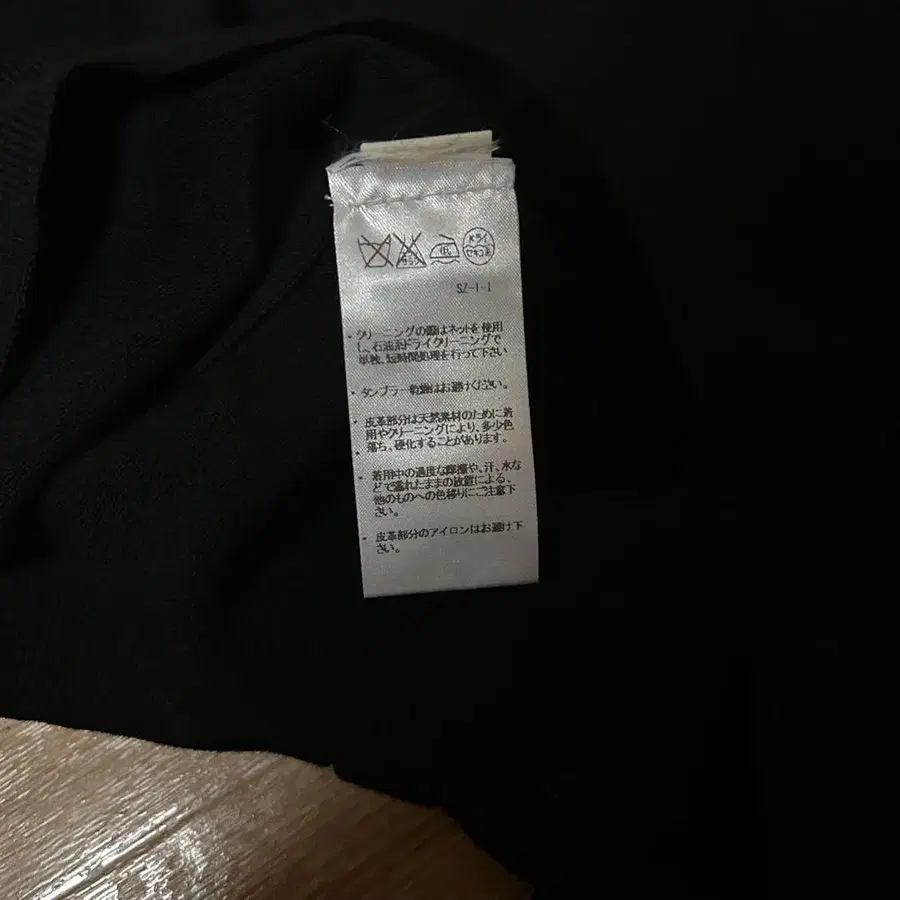 低
ドライ
セキユ系
SZ-1-1
・クリーニングの際はネットを使用
し、石油系ドライクリーニングで
単独、短時間処理を行って下さい
・タンブラー乾燥はお避けください。
・皮革部分は天然素材のために着
用やクリーニングにより、多少色
落ち、硬化することがあります。
・着用中の過度な摩擦や、汗、水な
どで濡れたままの放置による、
他のものへの色移りにご注意下
さい。
・皮革部分のアイロンはお避け下
さい。